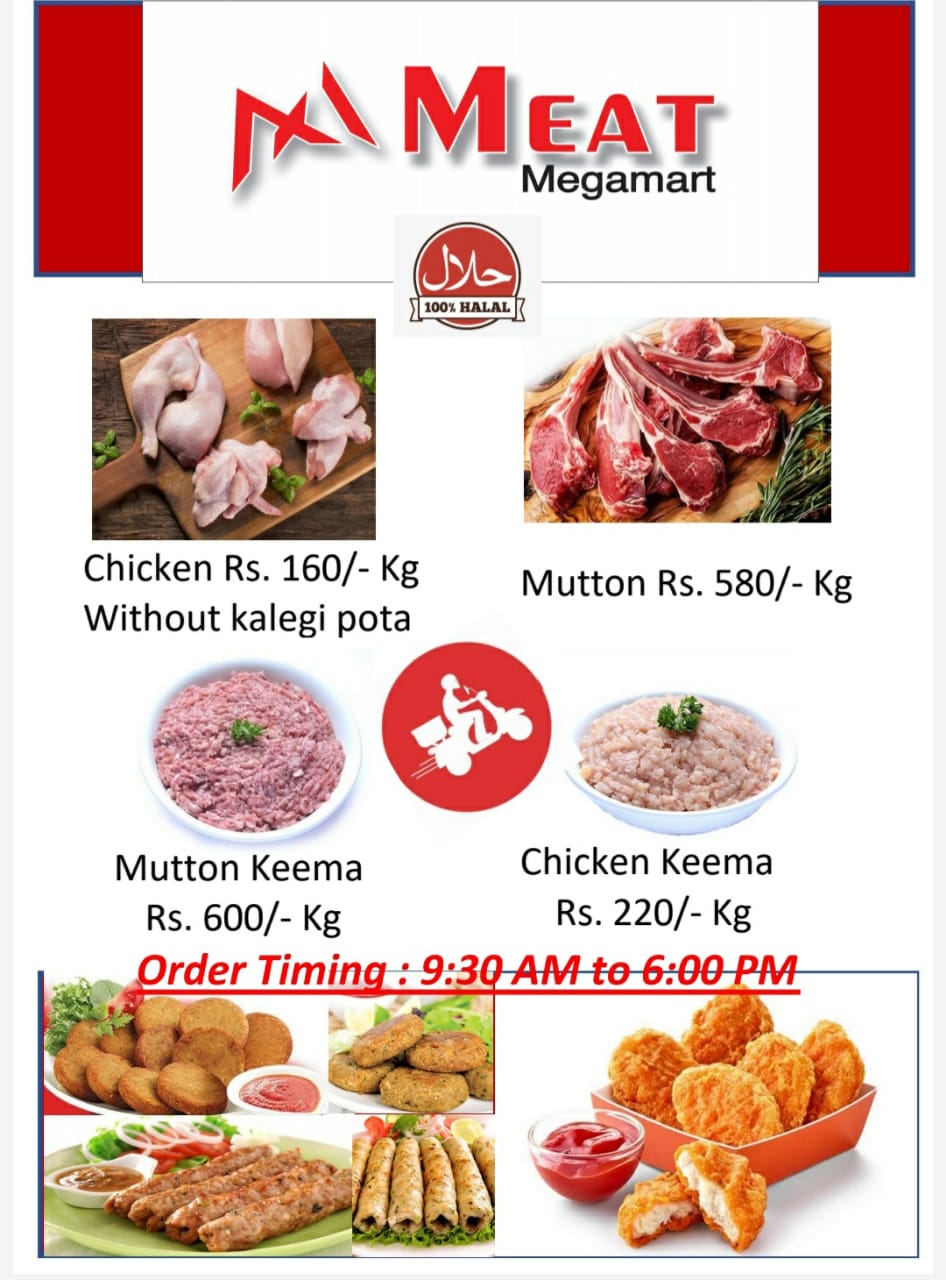 MEAT
Megamart
حلال
100% HALAL
Chicken Rs. 160/- Kg
Without kalegi pota
Mutton Rs. 580/- Kg
Mutton Keema
Rs. 600/- Kg
Chicken Keema
Rs. 220/- Kg
Order Timing : 9:30 AM to 6:00 PM